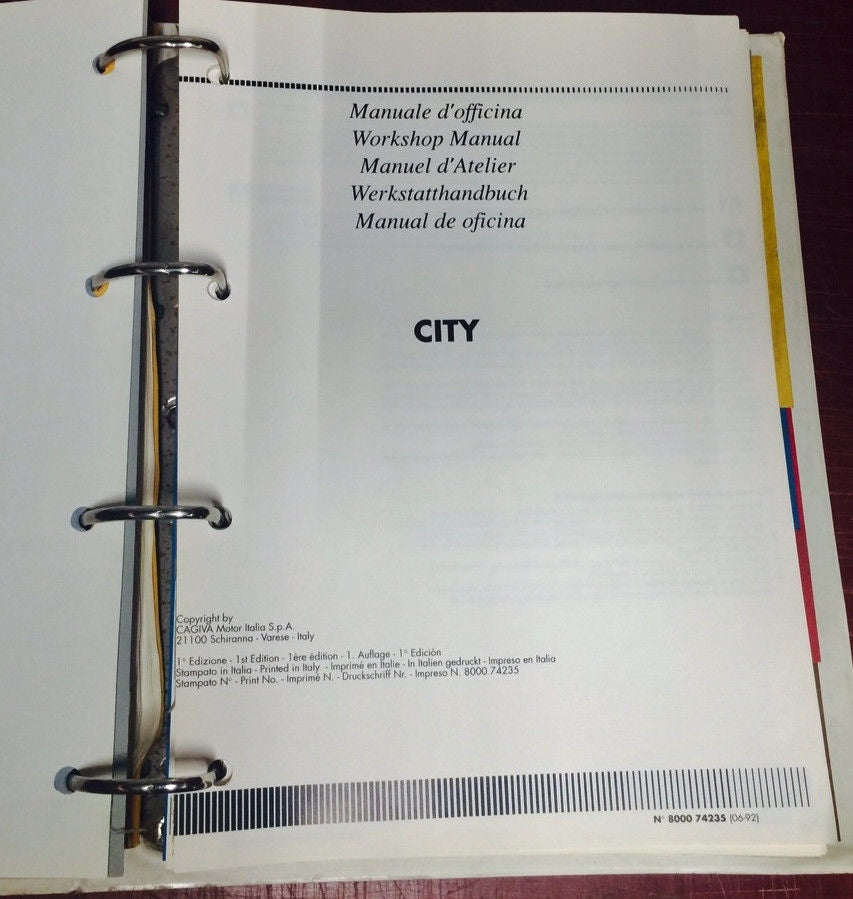 Manuale d'officina
Workshop Manual
Manuel d'Atelier
Werkstatthandbuch
Manual de oficina
CITY
Copyright by
CAGIVA Motor Italia S.p.A.
21100 Schiranna - Varese - Italy
1° Edizione - 1st Edition - 1ère édition - 1. Auflage - 1° Edición
Stampato in Italia - Printed in Italy - Imprimé en Italie - In Italien gedruckt - Impreso en Italia
Stampato N° - Print No. - Imprimé N. - Druckschrift Nr. - Impreso N. 8000 74235
N° 8000 74235 (06-92)